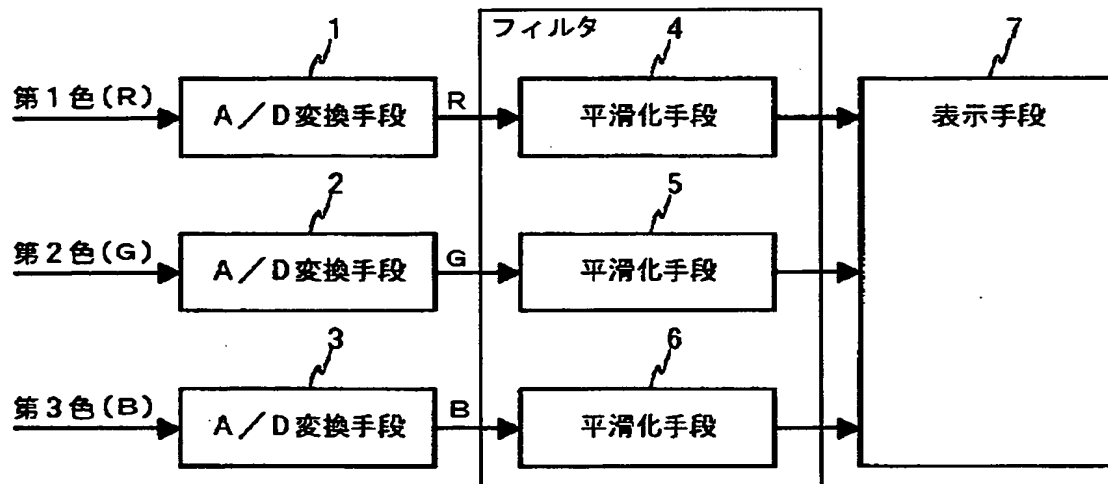 フィルタ
1
4
7
第1色(R)
A/D変換手段
R
平滑化手段
表示手段
2
5
第2色(G)
A/D変換手段
G
平滑化手段
3
6
第3色(B)
A/D変換手段
B
平滑化手段